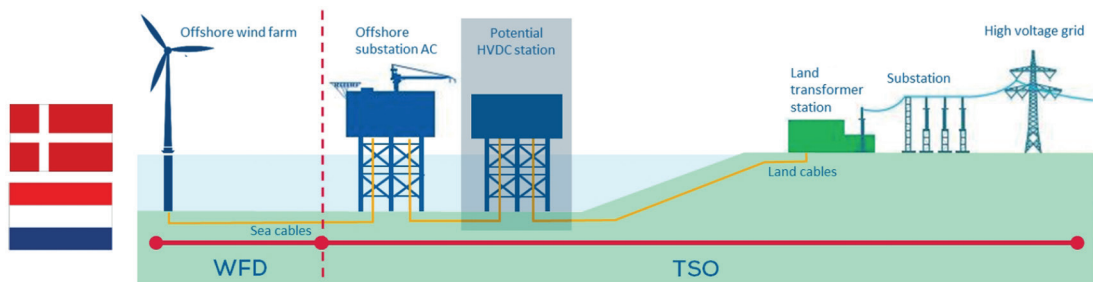 Offshore wind farm
Offshore
substation AC
Potential
HVDC station
High voltage grid
Land
transformer
station
Substation
Land cables
Sea cables
WFD
TSO